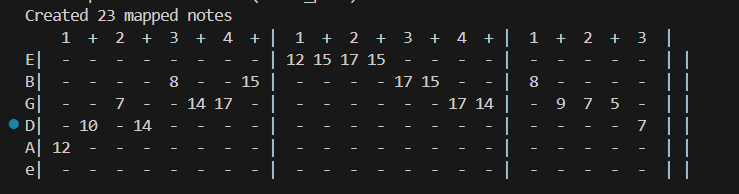 Created 23 mapped notes
     1  +  2  +  3  +  4  + |  1  +  2  +  3  +  4  + |  1  +  2  +  3  |
E|  -  -  -  -  -  -  -  - | 12 15 17 15  -  -  -  - |  -  -  -  -  -  | |
B|  -  -  -  -  8  -  - 15 |  -  -  -  - 17 15  -  - |  8  -  -  -  -  | |
G|  -  -  7  -  - 14 17  - |  -  -  -  -  -  - 17 14 |  -  9  7  5  -  | |
D|  - 10  - 14  -  -  -  - |  -  -  -  -  -  -  -  - |  -  -  -  -  7  | |
A| 12  -  -  -  -  -  -  - |  -  -  -  -  -  -  -  - |  -  -  -  -  -  | |
e|  -  -  -  -  -  -  -  - |  -  -  -  -  -  -  -  - |  -  -  -  -  -  | |